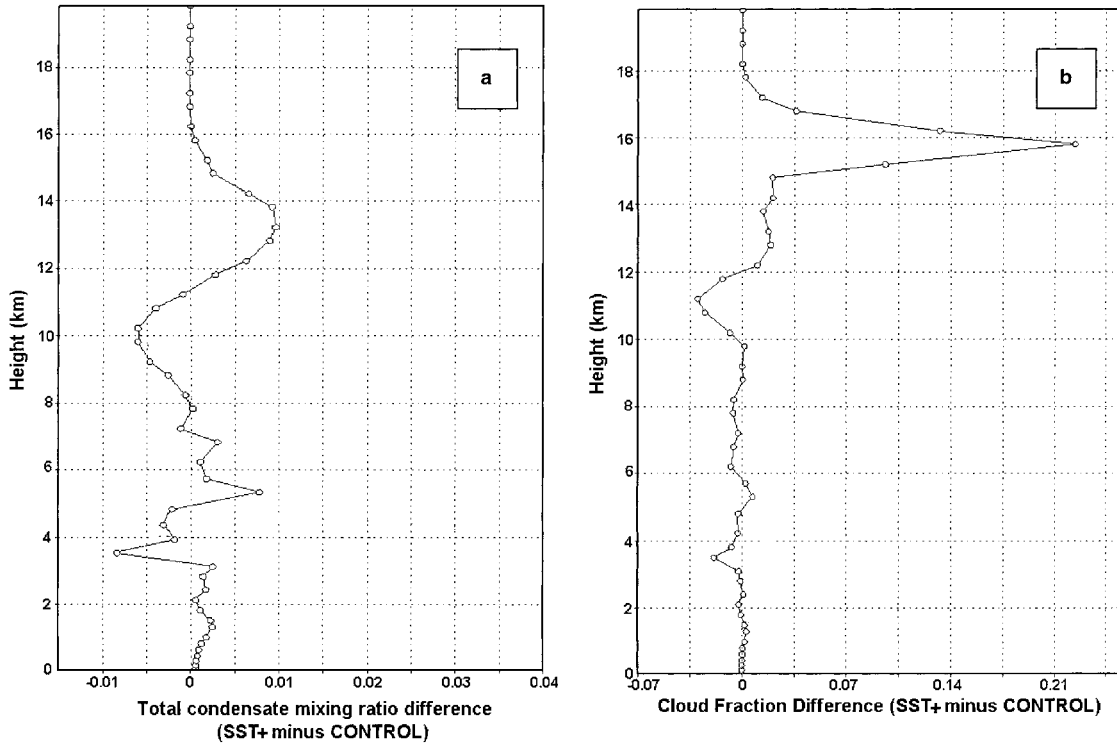 a
18
16
14
12
10
8
6
4
2
0
Height (km)
-0.01 0 0.01 0.02 0.03 0.04
Total condensate mixing ratio difference
(SST+ minus CONTROL)
b
18
16
14
12
10
8
6
4
2
0
Height (km)
-0.07 0 0.07 0.14 0.21
Cloud Fraction Difference (SST+ minus CONTROL)